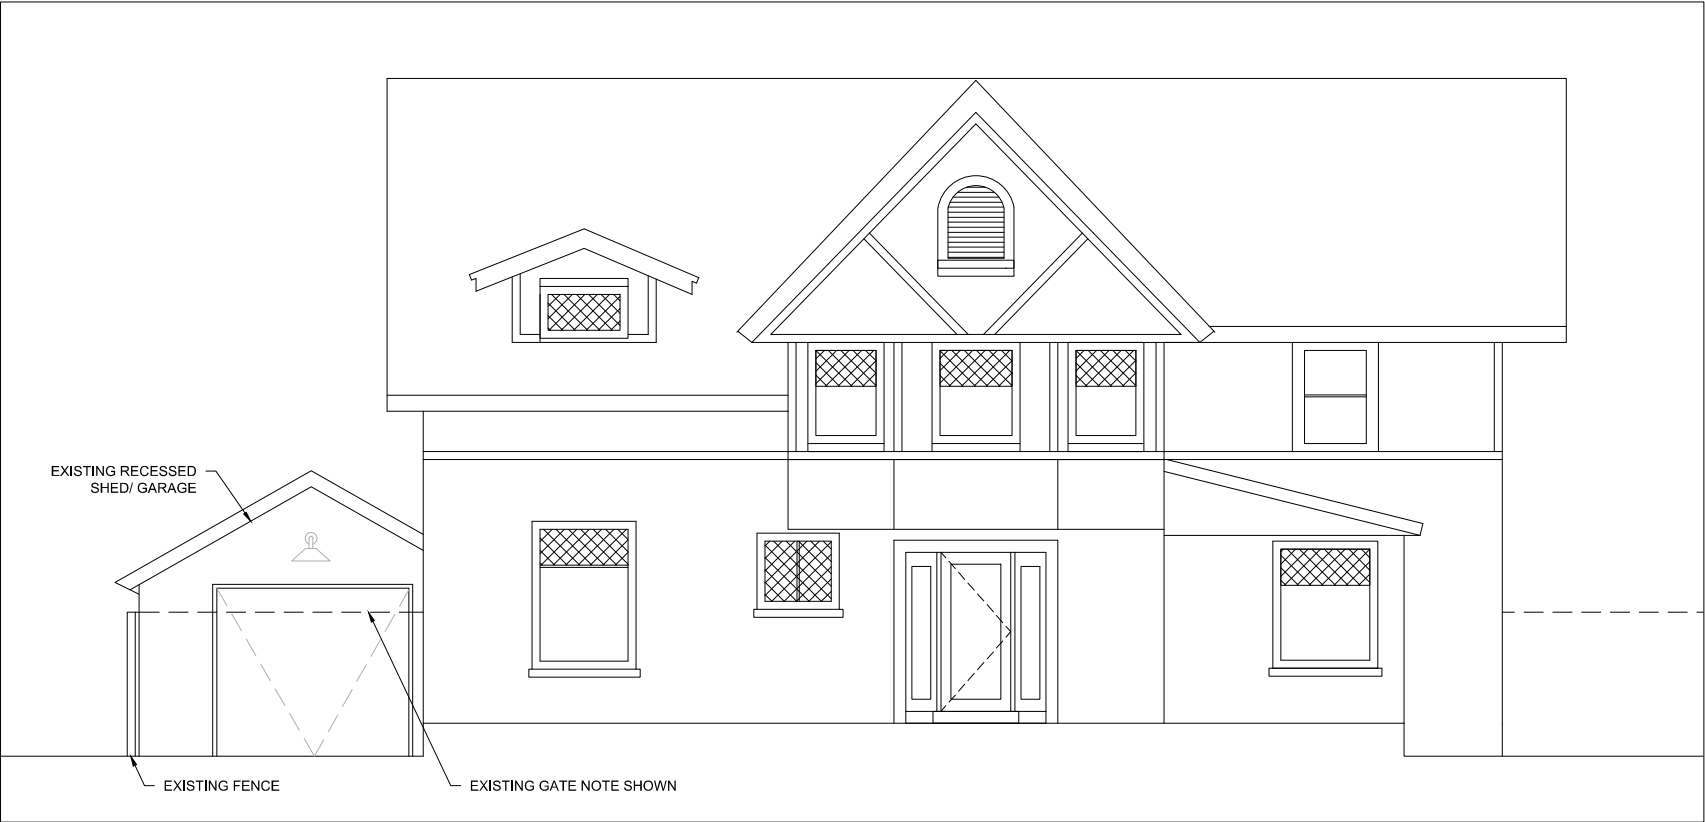 EXISTING RECESSED
SHED/ GARAGE
EXISTING FENCE
EXISTING GATE NOTE SHOWN